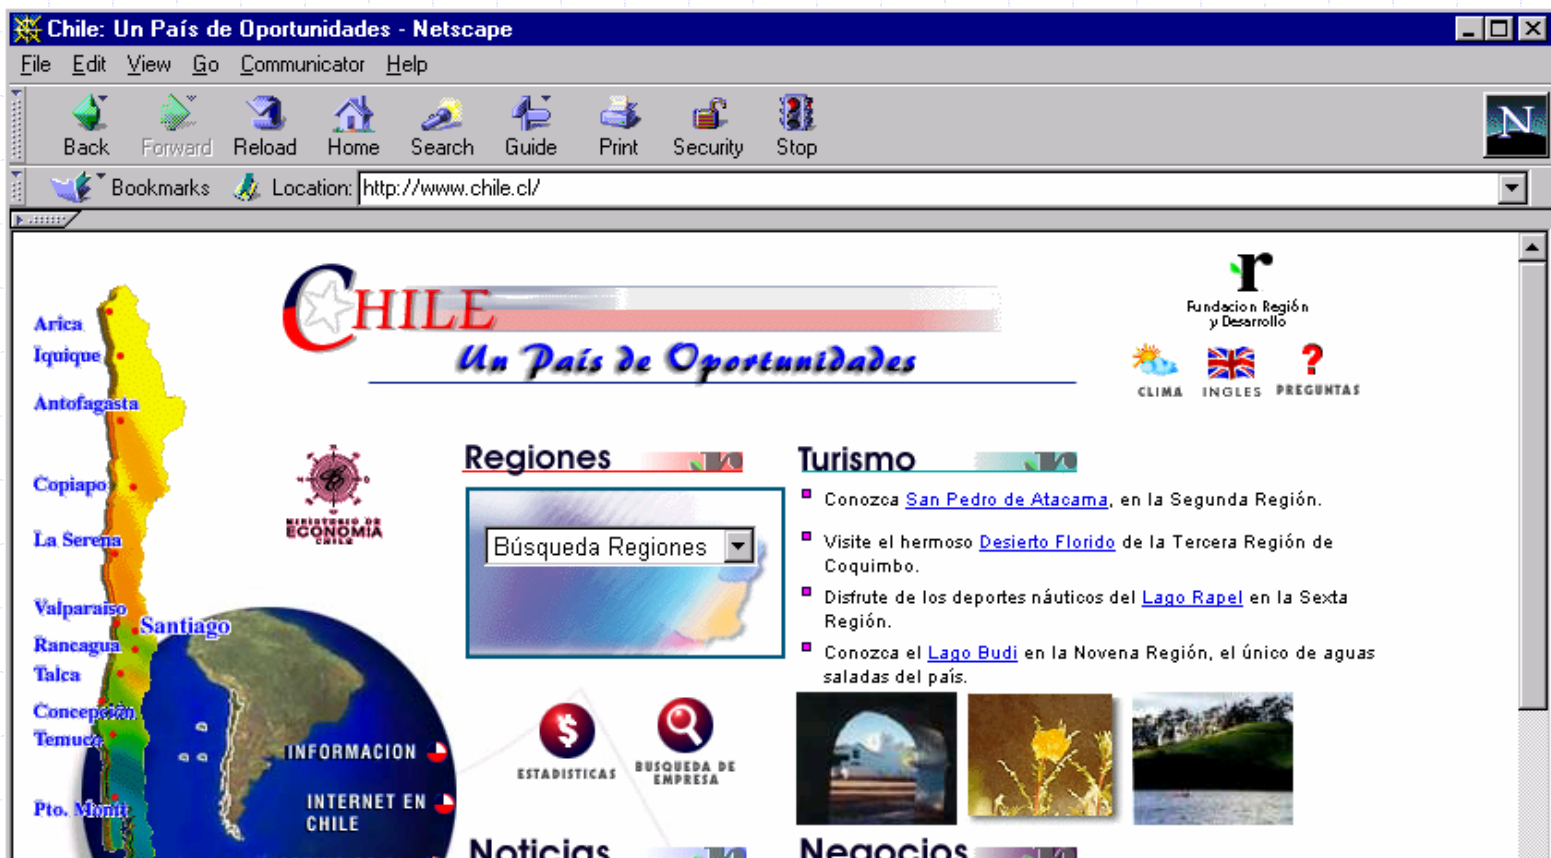 Chile: Un País de Oportunidades - Netscape
File Edit View Go Communicator Help
Back Forward Reload Home Search Guide Print Security Stop
N
Bookmarks Location: http://www.chile.cl/
CHILE
Un País de Oportunidades
r
Fundacion Región
y Desarrollo
CLIMA INGLES PREGUNTAS
Arica
Iquique
Antofagasta
Copiapo
La Serena
Valparaiso
Santiago
Rancagua
Talca
Concepción
Temuco
Pto. Montt
MINISTERIO DE
ECONOMIA
CHILE
INFORMACION
INTERNET EN
CHILE
Regiones
Búsqueda Regiones
ESTADISTICAS
BUSQUEDA DE
EMPRESA
Turismo
Conozca San Pedro de Atacama, en la Segunda Región.
Visite el hermoso Desierto Florido de la Tercera Región de
Coquimbo.
Disfrute de los deportes náuticos del Lago Rapel en la Sexta
Región.
Conozca el Lago Budi en la Novena Región, el único de aguas
saladas del país.
Noticias
Negocios